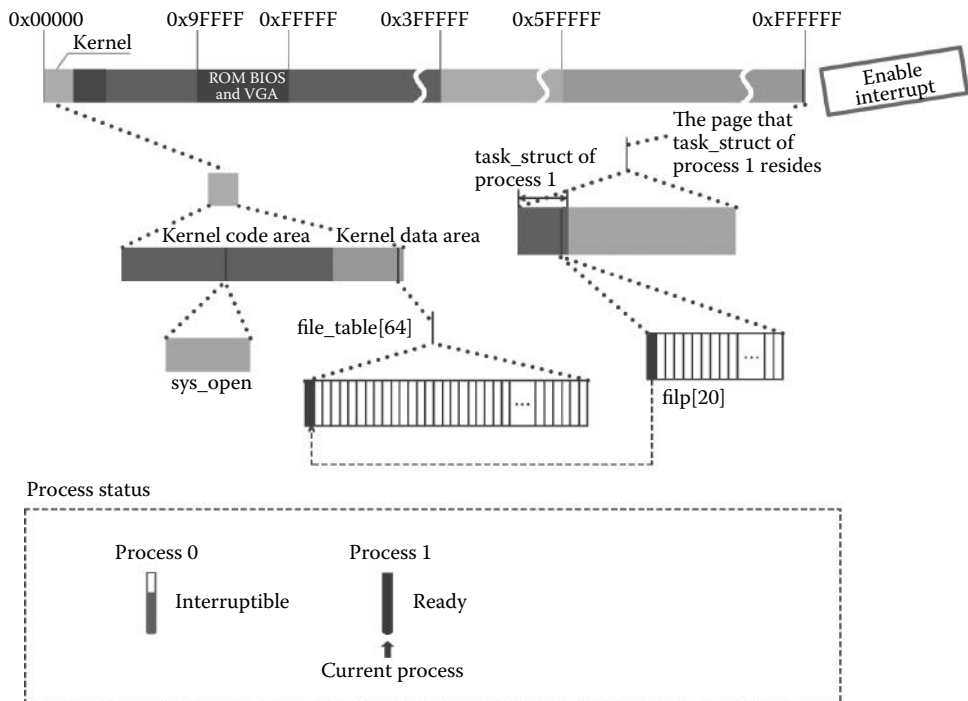 0x00000 0x9FFFF 0xFFFFF 0x3FFFFF 0x5FFFFF 0xFFFFFF
Kernel
ROM BIOS
and VGA
Enable
interrupt
The page that
task_struct of
process 1 resides
task_struct of
process 1
Kernel code area Kernel data area
file_table[64]
sys_open
...
...
filp[20]
Process status
Process 0 Process 1
Interruptible Ready
Current process